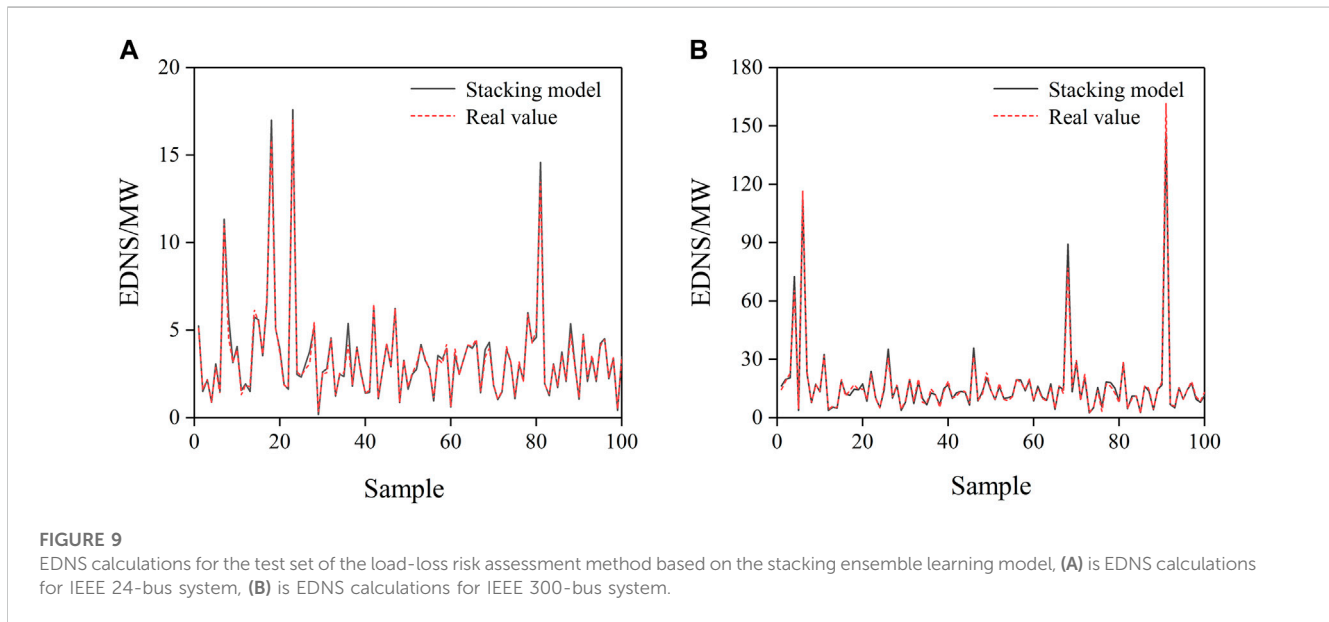 A
20
15
10
5
0
EDNS/MW
Stacking model
Real value
0 20 40 60 80 100
Sample
B
180
150
120
90
60
30
0
EDNS/MW
Stacking model
Real value
0 20 40 60 80 100
Sample
FIGURE 9
EDNS calculations for the test set of the load-loss risk assessment method based on the stacking ensemble learning model, (A) is EDNS calculations
for IEEE 24-bus system, (B) is EDNS calculations for IEEE 300-bus system.